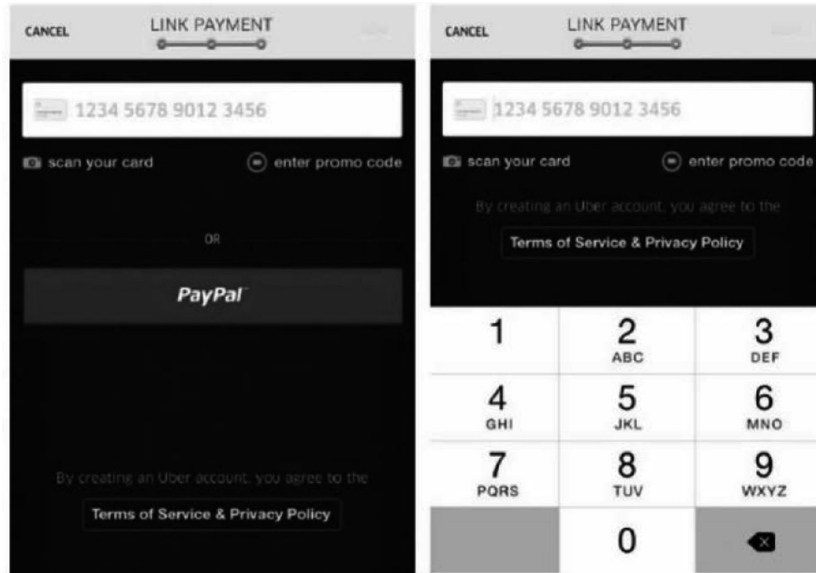 CANCEL
LINK PAYMENT
1234 5678 9012 3456
scan your card
enter promo code
OR
PayPal
By creating an Uber account, you agree to the
Terms of Service & Privacy Policy
CANCEL
LINK PAYMENT
1234 5678 9012 3456
scan your card
enter promo code
By creating an Uber account, you agree to the
Terms of Service & Privacy Policy
1
2
ABC
3
DEF
4
GHI
5
JKL
6
MNO
7
PQRS
8
TUV
9
WXYZ
0